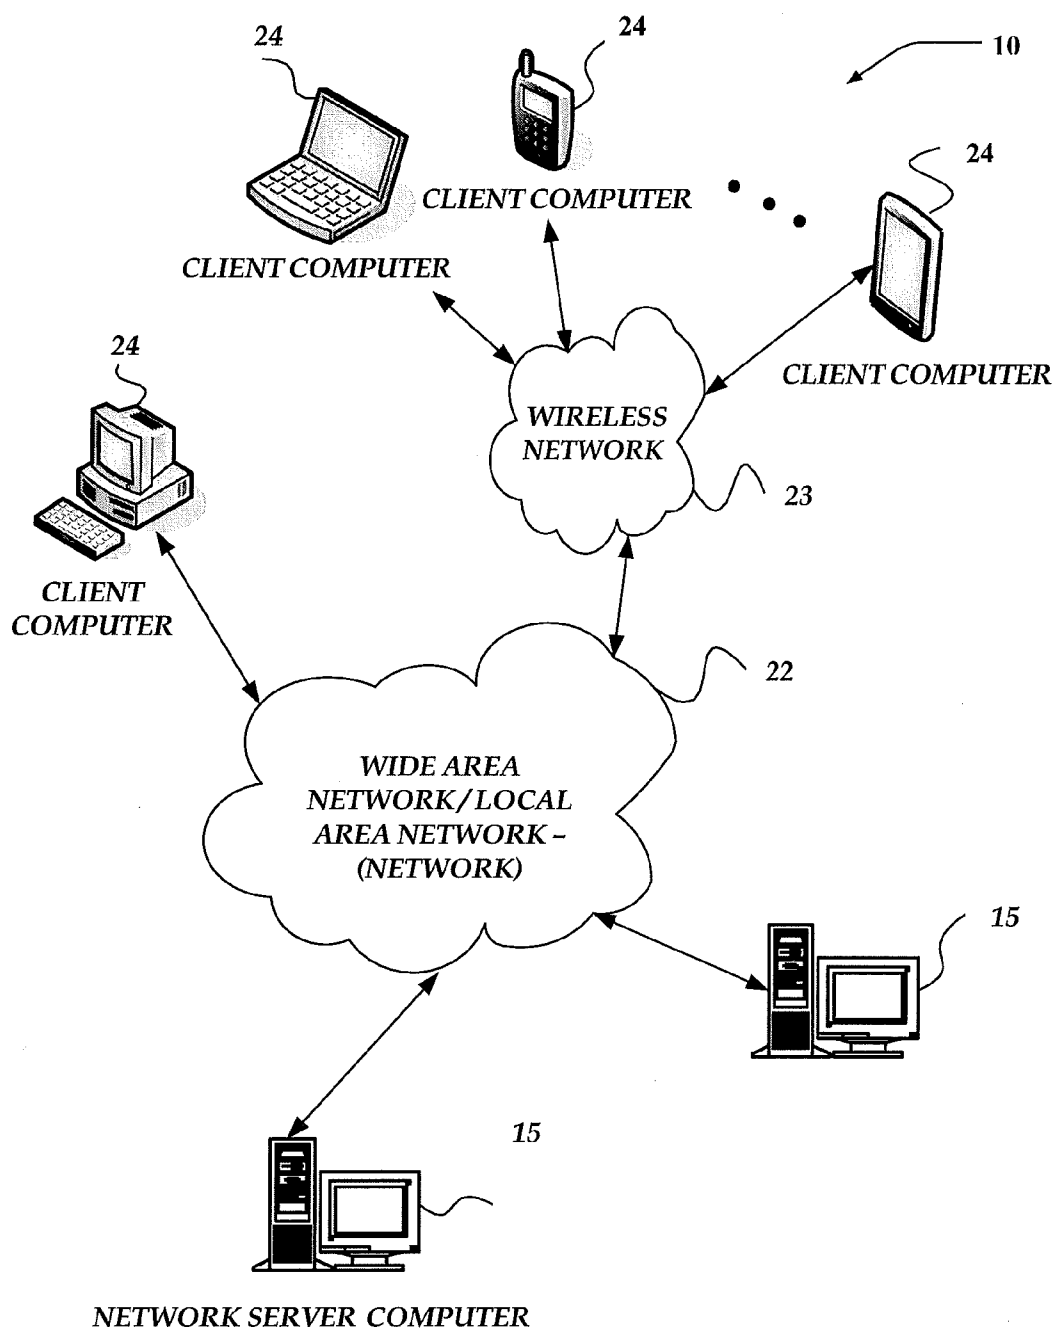 24
24
10
24
CLIENT COMPUTER
CLIENT COMPUTER
CLIENT COMPUTER
24
WIRELESS
NETWORK
23
CLIENT
COMPUTER
22
WIDE AREA
NETWORK/LOCAL
AREA NETWORK –
(NETWORK)
15
15
NETWORK SERVER COMPUTER